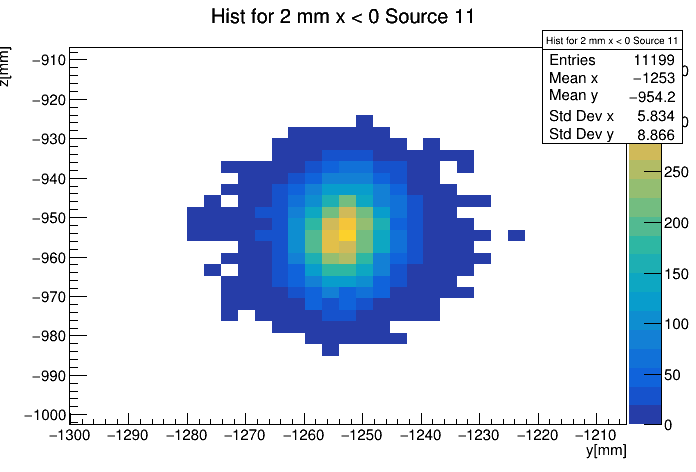 Hist for 2 mm x < 0 Source 11
z[mm]
Hist for 2 mm x < 0 Source 11
Entries 11199
Mean x −1253
Mean y −954.2
Std Dev x 5.834
Std Dev y 8.866
−910
−920
−930
−940
−950
−960
−970
−980
−990
−1000
250
200
150
100
50
0
−1300 −1290 −1280 −1270 −1260 −1250 −1240 −1230 −1220 −1210
y[mm]